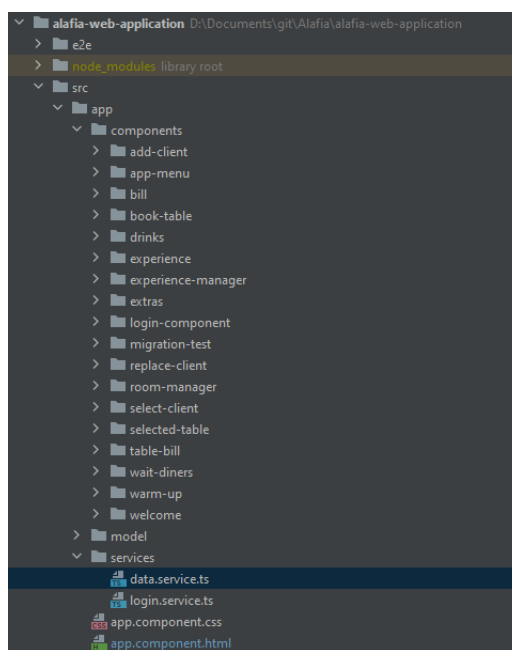 alafia-web-application D:\Documents\git\Alafia\alafia-web-application
e2e
node_modules library root
src
app
components
add-client
app-menu
bill
book-table
drinks
experience
experience-manager
extras
login-component
migration-test
replace-client
room-manager
select-client
selected-table
table-bill
wait-diners
warm-up
welcome
model
services
TS data.service.ts
TS login.service.ts
CSS app.component.css
H app.component.html